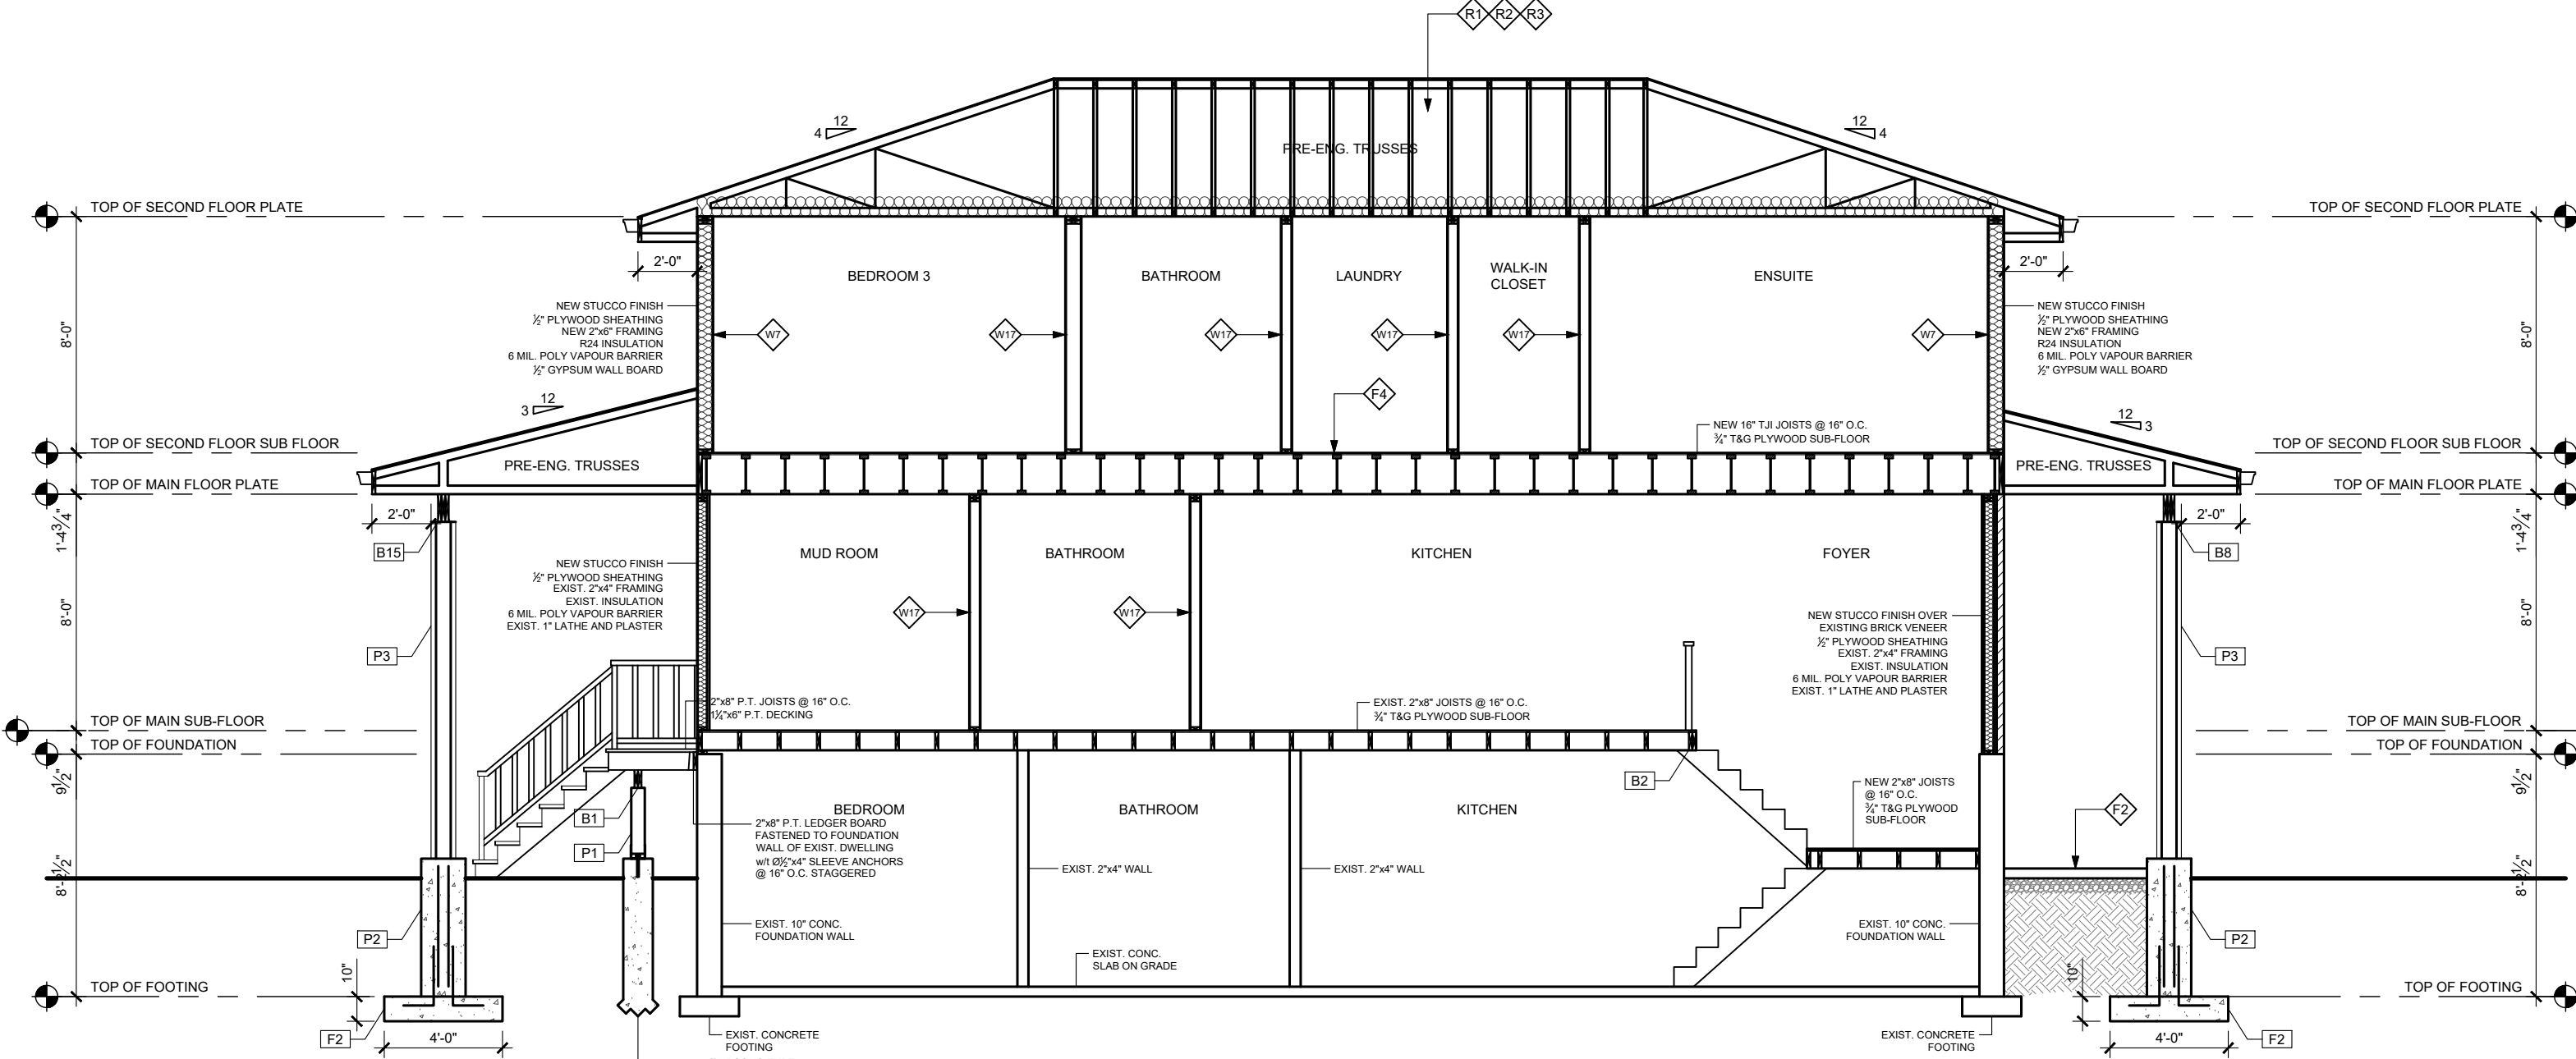 R1 R2 R3
12
4
12
4
PRE-ENG. TRUSSES
TOP OF SECOND FLOOR PLATE
TOP OF SECOND FLOOR PLATE
2'-0"
2'-0"
BEDROOM 3
BATHROOM
LAUNDRY
WALK-IN
CLOSET
ENSUITE
NEW STUCCO FINISH
½" PLYWOOD SHEATHING
NEW 2"x6" FRAMING
R24 INSULATION
6 MIL. POLY VAPOUR BARRIER
½" GYPSUM WALL BOARD
NEW STUCCO FINISH
½" PLYWOOD SHEATHING
NEW 2"x6" FRAMING
R24 INSULATION
6 MIL. POLY VAPOUR BARRIER
½" GYPSUM WALL BOARD
W7
W17
W17
W17
W17
W7
8'-0"
8'-0"
F4
12
3
12
3
NEW 16" TJI JOISTS @ 16" O.C.
¾" T&G PLYWOOD SUB-FLOOR
TOP OF SECOND FLOOR SUB FLOOR
TOP OF SECOND FLOOR SUB FLOOR
PRE-ENG. TRUSSES
PRE-ENG. TRUSSES
TOP OF MAIN FLOOR PLATE
TOP OF MAIN FLOOR PLATE
2'-0"
2'-0"
1'-4¾"
1'-4¾"
B15
B8
MUD ROOM
BATHROOM
KITCHEN
FOYER
NEW STUCCO FINISH
½" PLYWOOD SHEATHING
EXIST. 2"x4" FRAMING
EXIST. INSULATION
6 MIL. POLY VAPOUR BARRIER
EXIST. 1" LATHE AND PLASTER
W17
W17
NEW STUCCO FINISH OVER
EXISTING BRICK VENEER
½" PLYWOOD SHEATHING
EXIST. 2"x4" FRAMING
EXIST. INSULATION
6 MIL. POLY VAPOUR BARRIER
EXIST. 1" LATHE AND PLASTER
8'-0"
8'-0"
P3
P3
2"x8" P.T. JOISTS @ 16" O.C.
1¼"x6" P.T. DECKING
EXIST. 2"x8" JOISTS @ 16" O.C.
¾" T&G PLYWOOD SUB-FLOOR
TOP OF MAIN SUB-FLOOR
TOP OF MAIN SUB-FLOOR
TOP OF FOUNDATION
TOP OF FOUNDATION
9½"
9½"
B2
NEW 2"x8" JOISTS
@ 16" O.C.
¾" T&G PLYWOOD
SUB-FLOOR
BEDROOM
BATHROOM
KITCHEN
B1
P1
F2
2"x8" P.T. LEDGER BOARD
FASTENED TO FOUNDATION
WALL OF EXIST. DWELLING
w/t Ø½"x4" SLEEVE ANCHORS
@ 16" O.C. STAGGERED
EXIST. 2"x4" WALL
EXIST. 2"x4" WALL
8'-2½"
8'-2½"
EXIST. 10" CONC.
FOUNDATION WALL
EXIST. 10" CONC.
FOUNDATION WALL
P2
P2
EXIST. CONC.
SLAB ON GRADE
10"
10"
TOP OF FOOTING
TOP OF FOOTING
F2
4'-0"
EXIST. CONCRETE
FOOTING
EXIST. CONCRETE
FOOTING
4'-0"
F2